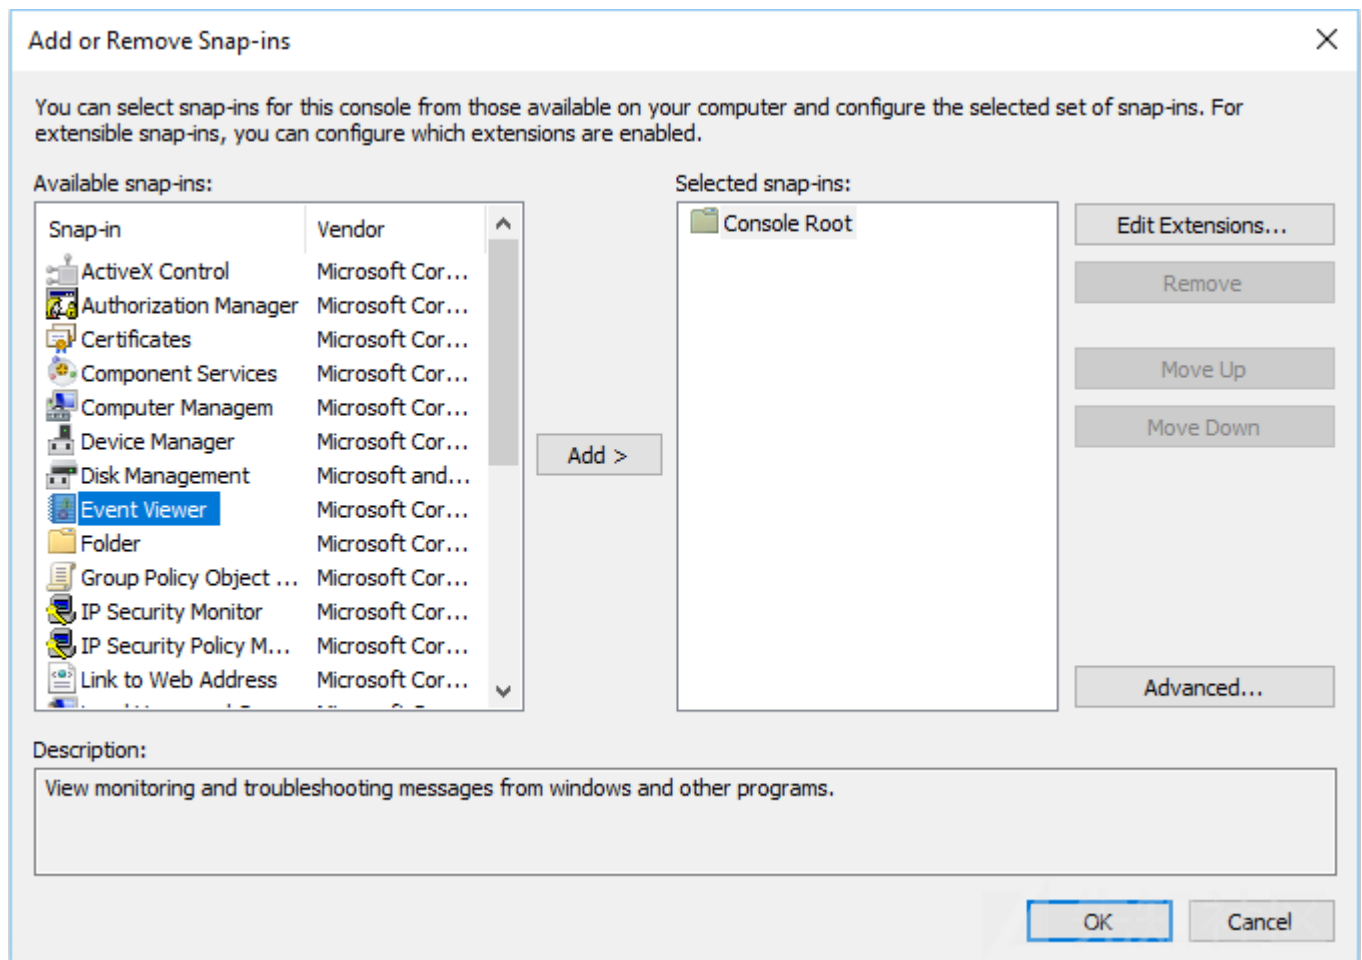 Add or Remove Snap-ins
You can select snap-ins for this console from those available on your computer and configure the selected set of snap-ins. For
extensible snap-ins, you can configure which extensions are enabled.
Available snap-ins:
Snap-in Vendor
ActiveX Control Microsoft Cor...
Authorization Manager Microsoft Cor...
Certificates Microsoft Cor...
Component Services Microsoft Cor...
Computer Managem Microsoft Cor...
Device Manager Microsoft Cor...
Disk Management Microsoft and...
Event Viewer Microsoft Cor...
Folder Microsoft Cor...
Group Policy Object ... Microsoft Cor...
IP Security Monitor Microsoft Cor...
IP Security Policy M... Microsoft Cor...
Link to Web Address Microsoft Cor...
Add >
Selected snap-ins:
Console Root
Edit Extensions...
Remove
Move Up
Move Down
Advanced...
Description:
View monitoring and troubleshooting messages from windows and other programs.
OK
Cancel